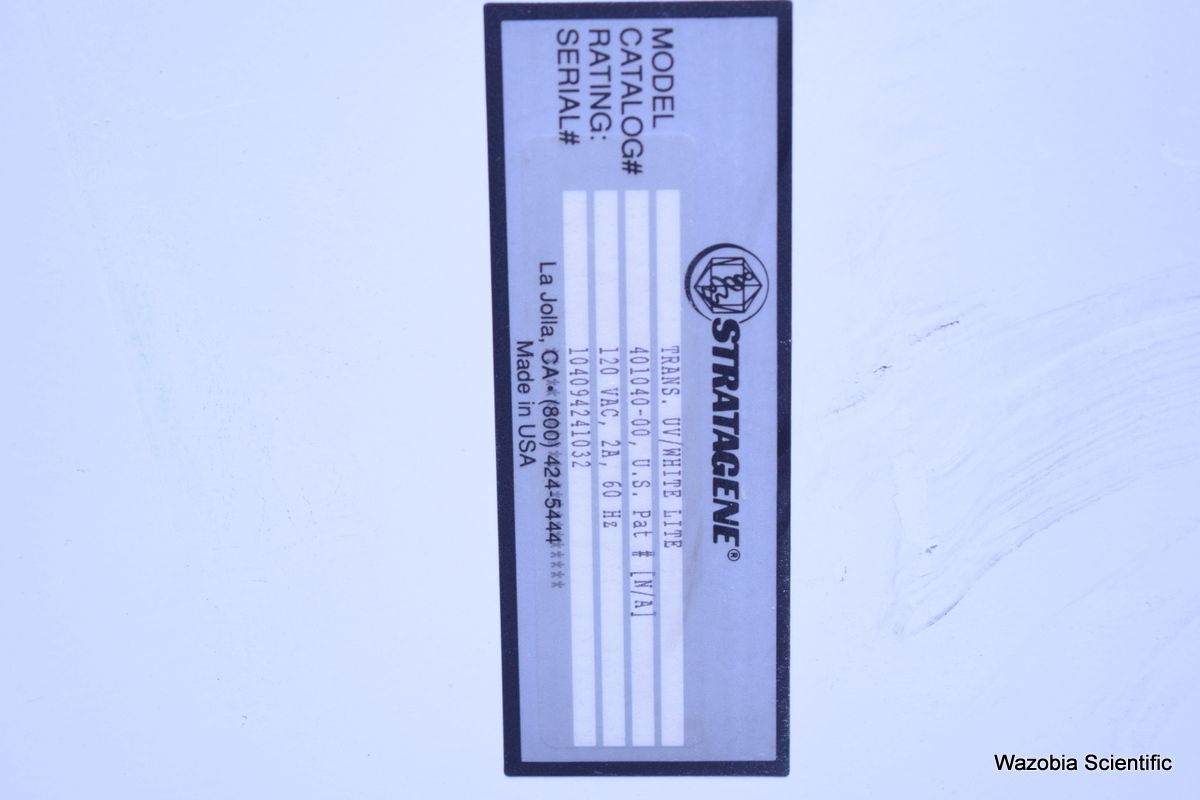 STRATAGENE®
MODEL TRANS. UV/WHITE LITE
CATALOG# 401040-00, U.S. Pat # [N/A]
RATING: 120 VAC, 2A, 60 Hz
SERIAL# 104094241032
La Jolla, CA • (800) 424-5444
Made in USA
Wazobia Scientific